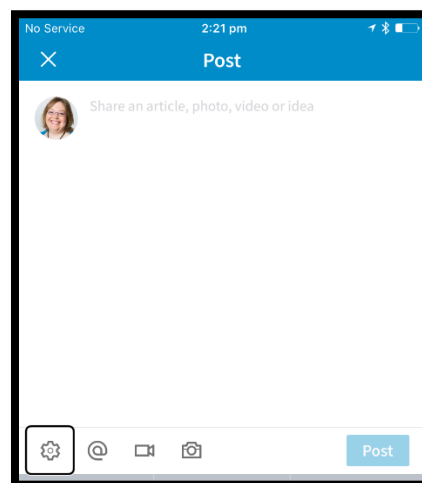 No Service 2:21 pm
Post
Share an article, photo, video or idea
Post